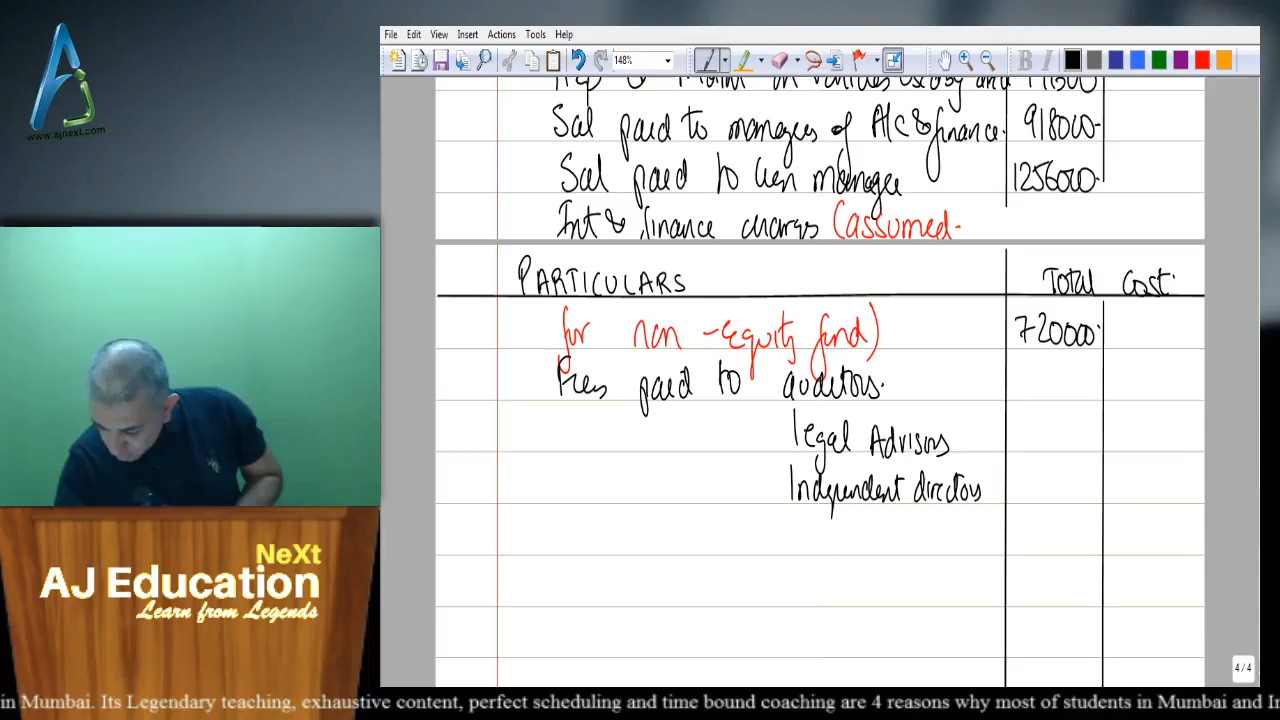 www.ajnext.com
File Edit View Insert Actions Tools Help
148%
B I
Sal paid to managers of A/c & finance. 918000.
Sal paid to Gen manager 1256000.
Int & finance charges (assumed.
PARTICULARS Total Cost.
for non-equity fund) 720000.
Fees paid to auditors.
legal Advisors
Independent directors
NeXt
AJ Education
Learn from Legends
4/4
in Mumbai. Its Legendary teaching, exhaustive content, perfect scheduling and time bound coaching are 4 reasons why most of students in Mumbai and I